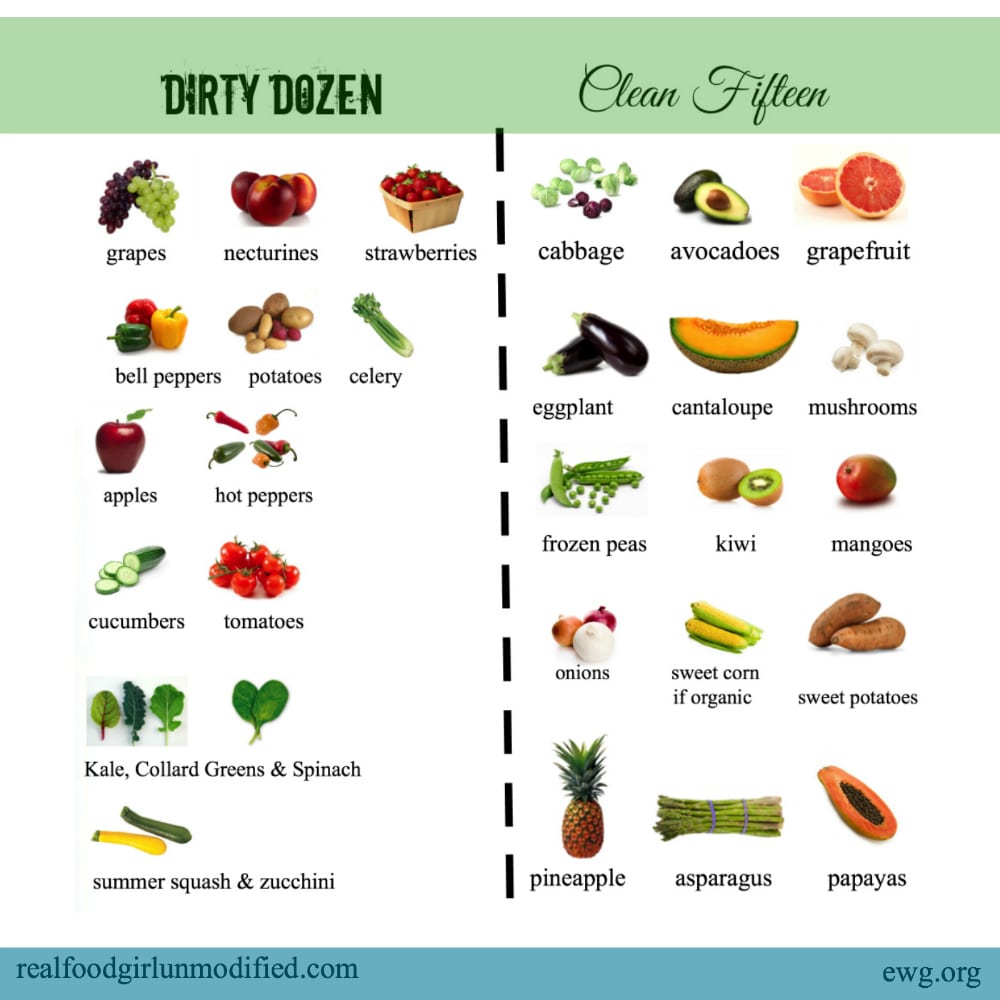 DIRTY DOZEN
Clean Fifteen
grapes
necturines
strawberries
bell peppers
potatoes
celery
apples
hot peppers
cucumbers
tomatoes
Kale, Collard Greens & Spinach
summer squash & zucchini
cabbage
avocadoes
grapefruit
eggplant
cantaloupe
mushrooms
frozen peas
kiwi
mangoes
onions
sweet corn
if organic
sweet potatoes
pineapple
asparagus
papayas
realfoodgirlunmodified.com
ewg.org